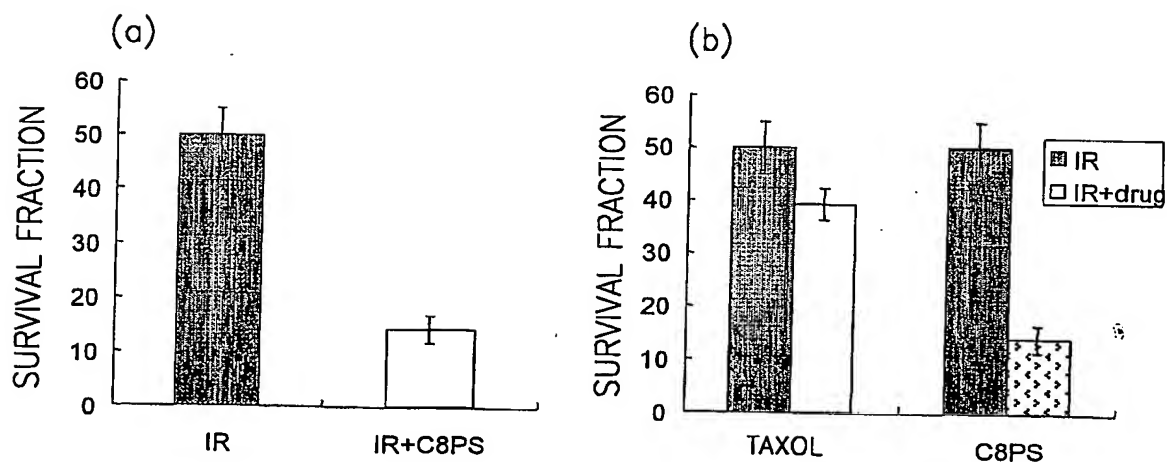 (a)
SURVIVAL FRACTION
60
50
40
30
20
10
0
IR
IR+C8PS
(b)
SURVIVAL FRACTION
60
50
40
30
20
10
0
TAXOL
C8PS
IR
IR+drug